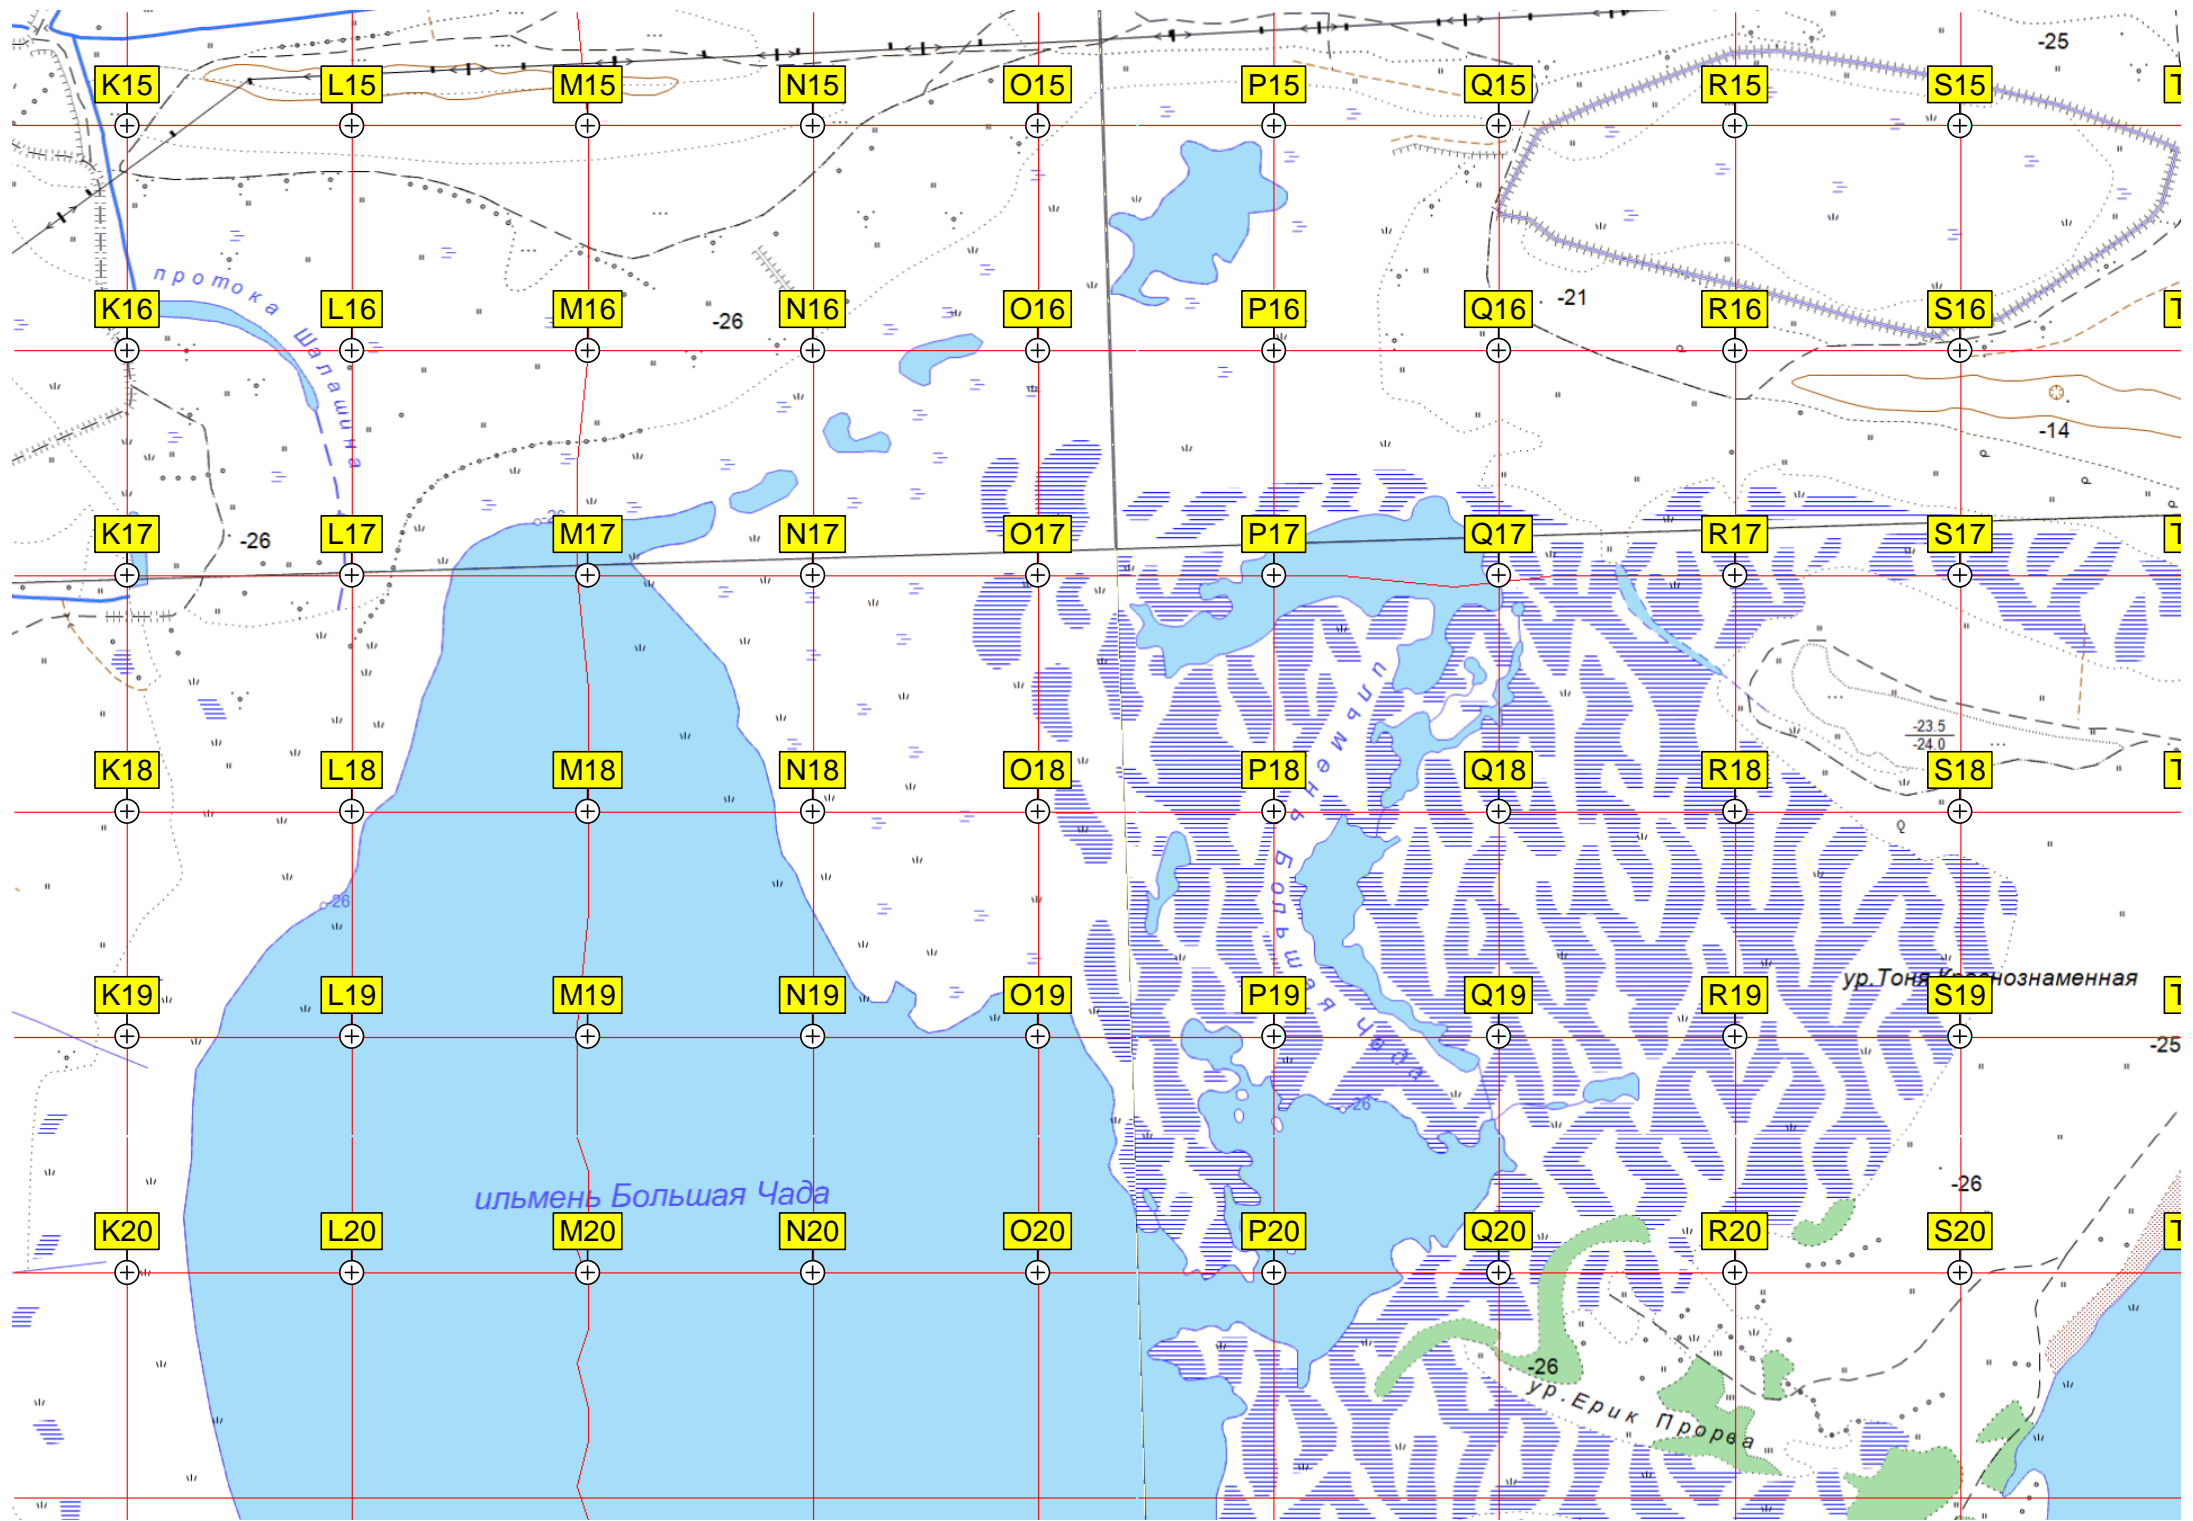 -25
K15 L15 M15 N15 O15 P15 Q15 R15 S15 T
протока Шалашина
-21
-26
K16 L16 M16 N16 O16 P16 Q16 R16 S16 T
-14
-26
K17 L17 M17 N17 O17 P17 Q17 R17 S17 T
-26
ильмень Большая Чада
-23.5
-24.0
K18 L18 M18 N18 O18 P18 Q18 R18 S18 T
-26
ур.Тоня Краснознаменная
K19 L19 M19 N19 O19 P19 Q19 R19 S19 T
-25
-26
-26
ильмень Большая Чада
K20 L20 M20 N20 O20 P20 Q20 R20 S20 T
-26
ур.Ерик Прорва